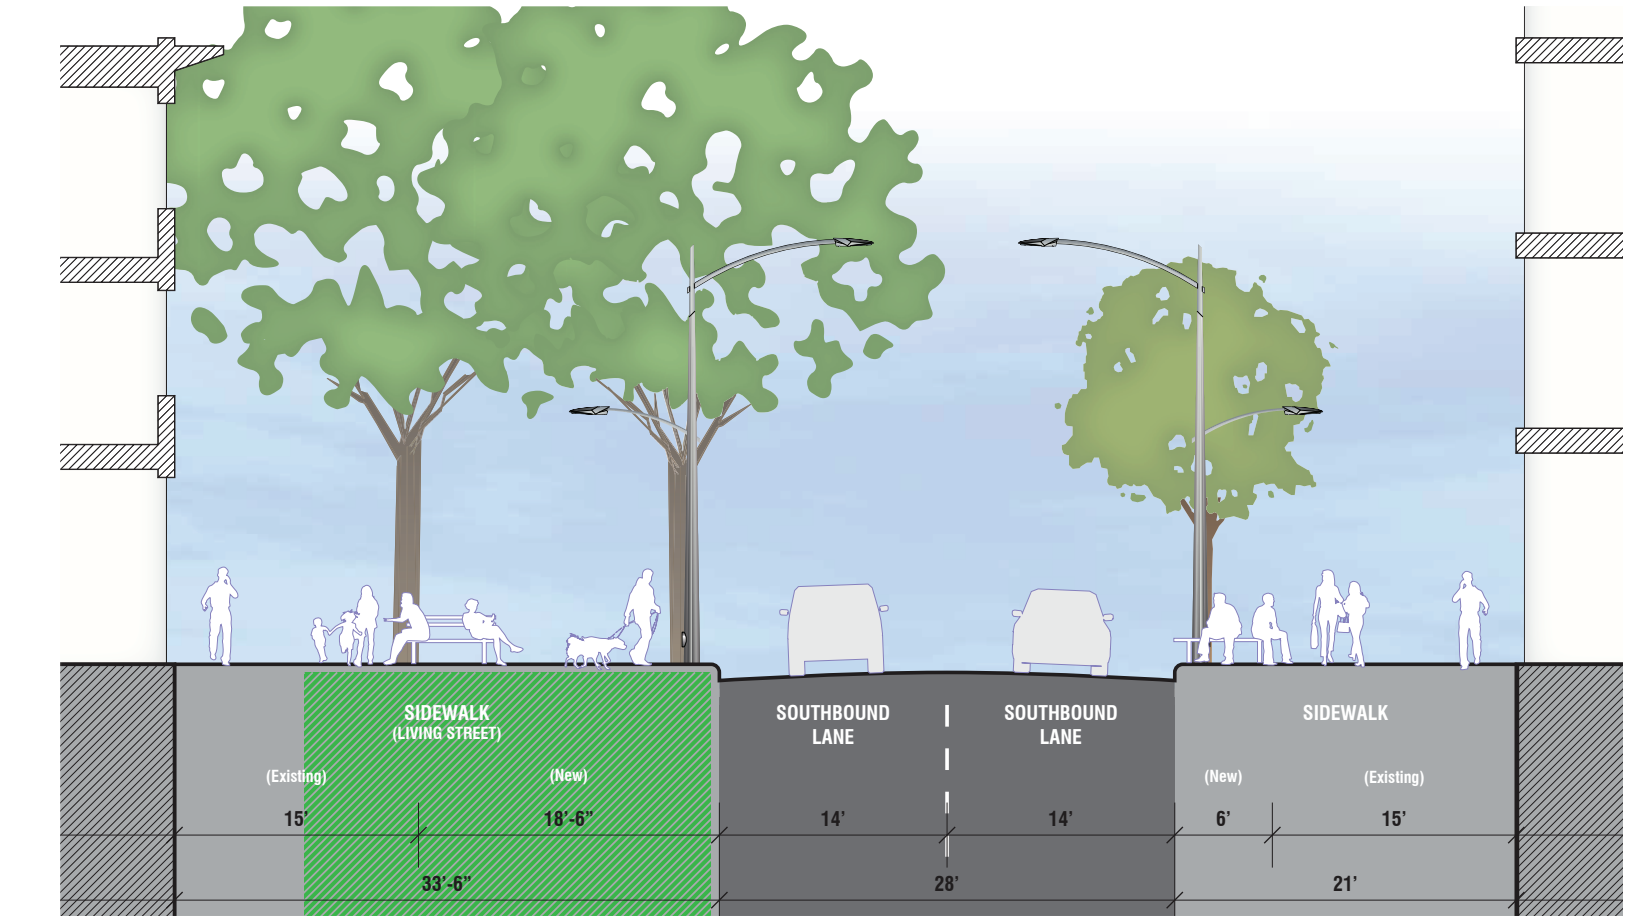 SIDEWALK
(LIVING STREET)
SOUTHBOUND
LANE
SOUTHBOUND
LANE
SIDEWALK
(Existing)
(New)
(New)
(Existing)
15’
18’-6”
14’
14’
6’
15’
33’-6”
28’
21’